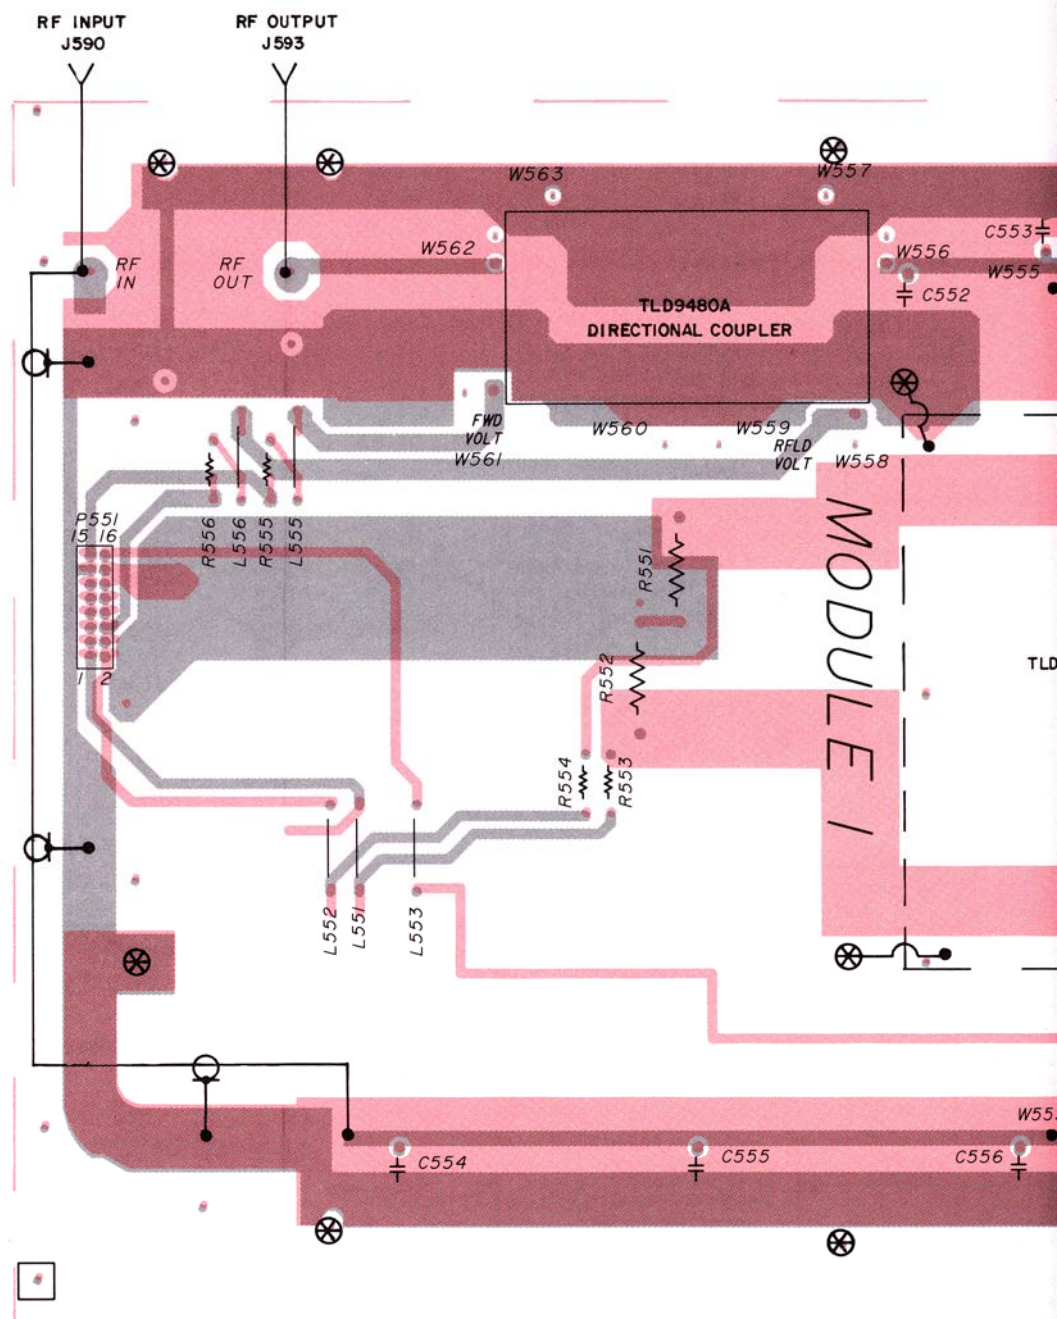 RF INPUT
J590
RF OUTPUT
J593
W563
W557
C553
W562
W556
W555
RF
IN
RF
OUT
C552
TLD9480A
DIRECTIONAL COUPLER
FWD
VOLT
W561
W560
W559
RFLD
VOLT
W558
P551
15 16
R556
L556
R555
L555
R551
MODULE I
R552
1 2
TLD
R554
R553
L552
L551
L553
W55
C554
C555
C556